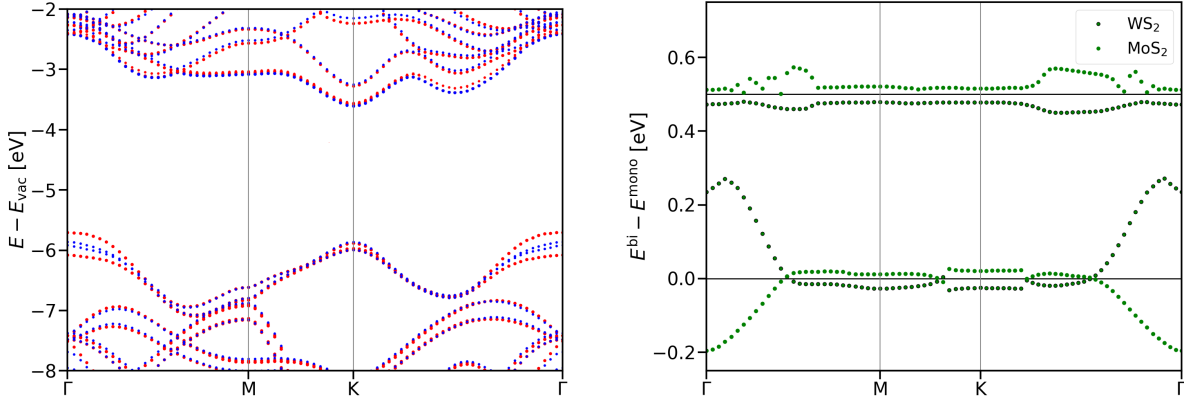 −2
−3
−4
−5
−6
−7
−8
E − E_vac [eV]
Γ M K Γ
0.6
0.4
0.2
0.0
−0.2
E^bi − E^mono [eV]
WS₂
MoS₂
Γ M K Γ